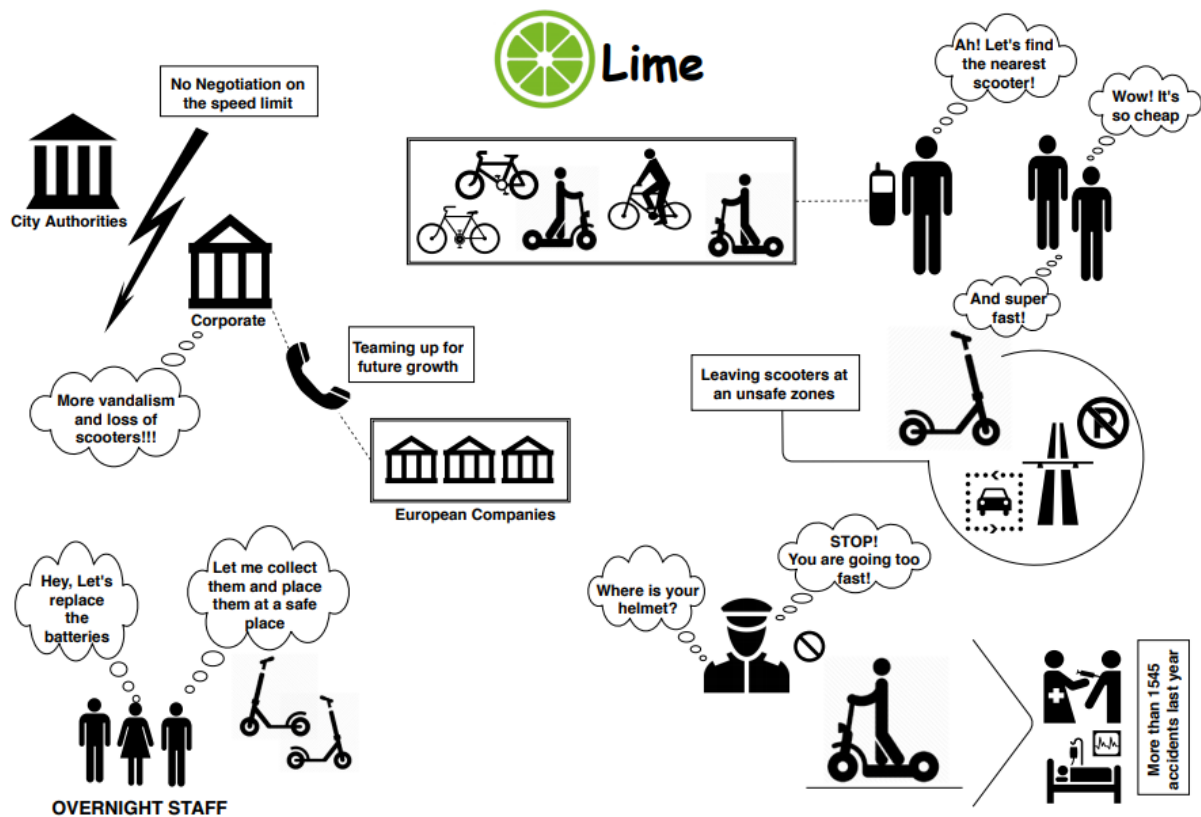 Lime
No Negotiation on
the speed limit
City Authorities
Corporate
More vandalism
and loss of
scooters!!!
Teaming up for
future growth
European Companies
Ah! Let's find
the nearest
scooter!
Wow! It's
so cheap
And super
fast!
Leaving scooters at
an unsafe zones
P
Hey, Let's
replace
the
batteries
Let me collect
them and place
them at a safe
place
OVERNIGHT STAFF
Where is your
helmet?
STOP!
You are going too
fast!
More than 1545
accidents last year